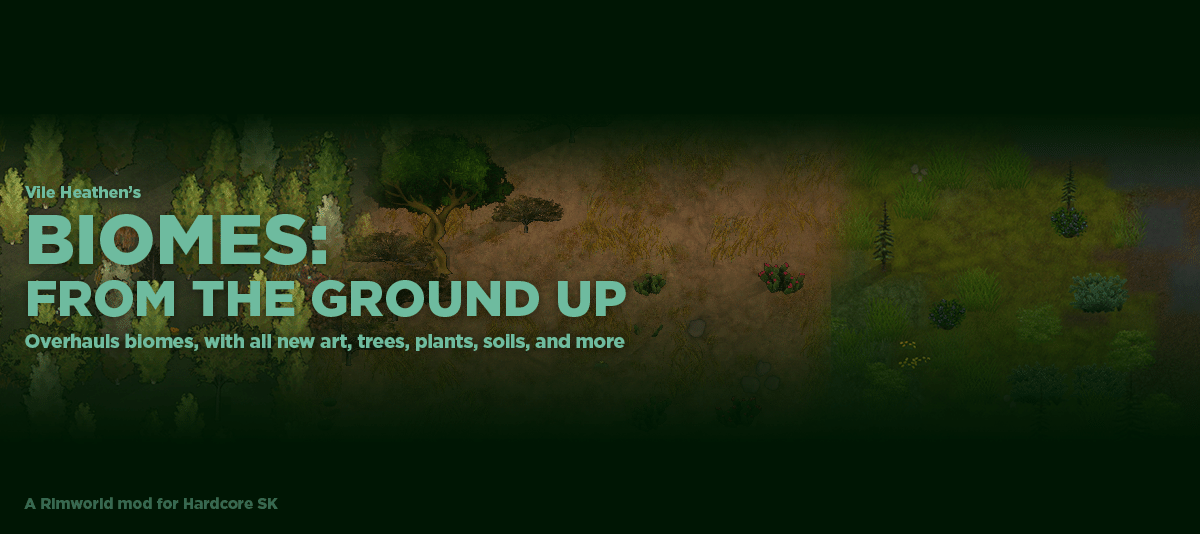 Vile Heathen's
BIOMES:
FROM THE GROUND UP
Overhauls biomes, with all new art, trees, plants, soils, and more
A Rimworld mod for Hardcore SK